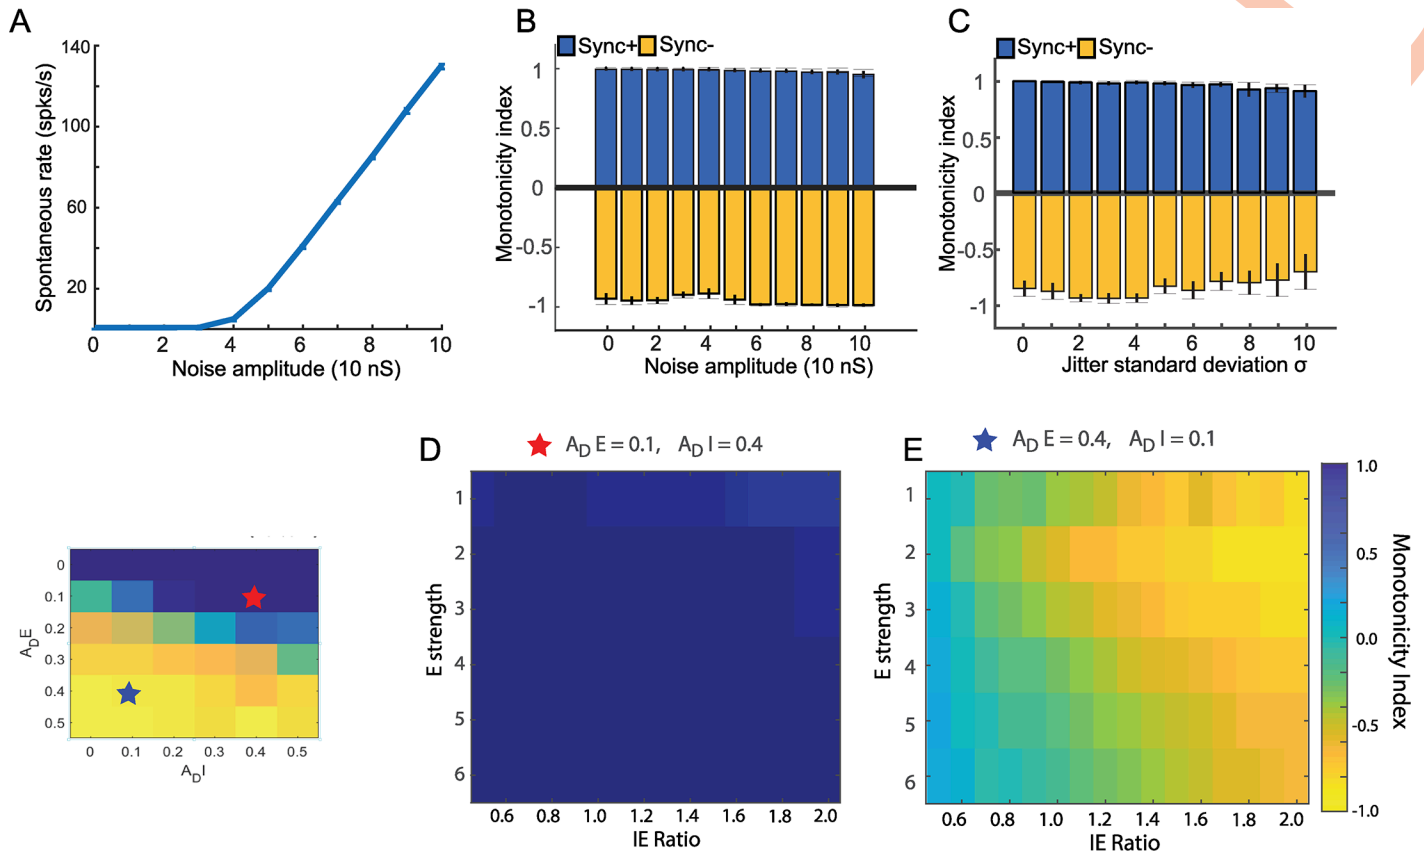 A
Spontaneous rate (spks/s)
140
100
60
20
0 2 4 6 8 10
Noise amplitude (10 nS)
B
Sync+ Sync-
Monotonicity index
1
0.5
0
-0.5
-1
0 2 4 6 8 10
Noise amplitude (10 nS)
C
Sync+ Sync-
Monotonicity index
1
0.5
0
-0.5
-1
0 2 4 6 8 10
Jitter standard deviation σ
A_D E
0
0.1
0.2
0.3
0.4
0.5
0 0.1 0.2 0.3 0.4 0.5
A_D I
D
A_D E = 0.1, A_D I = 0.4
E strength
1
2
3
4
5
6
0.6 0.8 1.0 1.2 1.4 1.6 1.8 2.0
IE Ratio
E
A_D E = 0.4, A_D I = 0.1
E strength
1
2
3
4
5
6
0.6 0.8 1.0 1.2 1.4 1.6 1.8 2.0
IE Ratio
1.0
0.5
0.0
-0.5
-1.0
Monotonicity Index